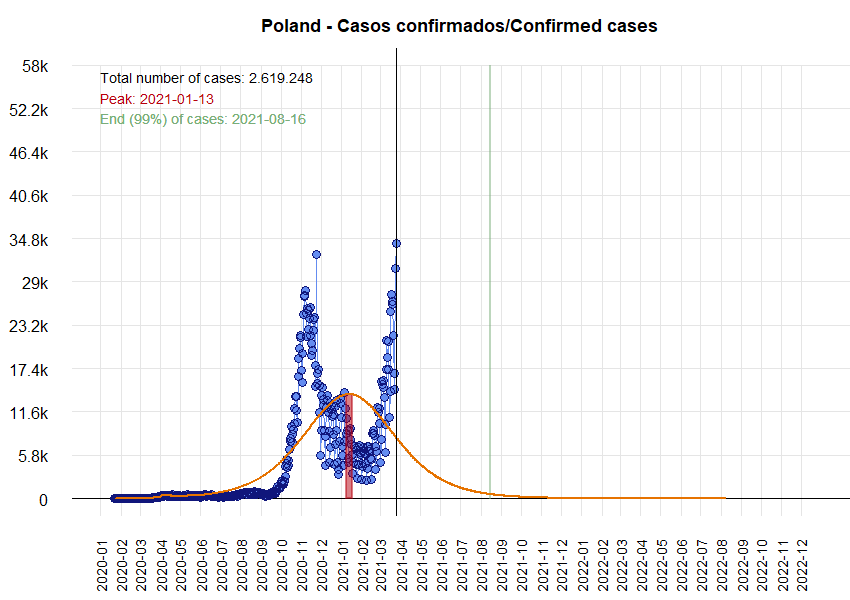 Poland - Casos confirmados/Confirmed cases
Total number of cases: 2.619.248
Peak: 2021-01-13
End (99%) of cases: 2021-08-16
58k
52.2k
46.4k
40.6k
34.8k
29k
23.2k
17.4k
11.6k
5.8k
0
2020-01
2020-02
2020-03
2020-04
2020-05
2020-06
2020-07
2020-08
2020-09
2020-10
2020-11
2020-12
2021-01
2021-02
2021-03
2021-04
2021-05
2021-06
2021-07
2021-08
2021-09
2021-10
2021-11
2021-12
2022-01
2022-02
2022-03
2022-04
2022-05
2022-06
2022-07
2022-08
2022-09
2022-10
2022-11
2022-12